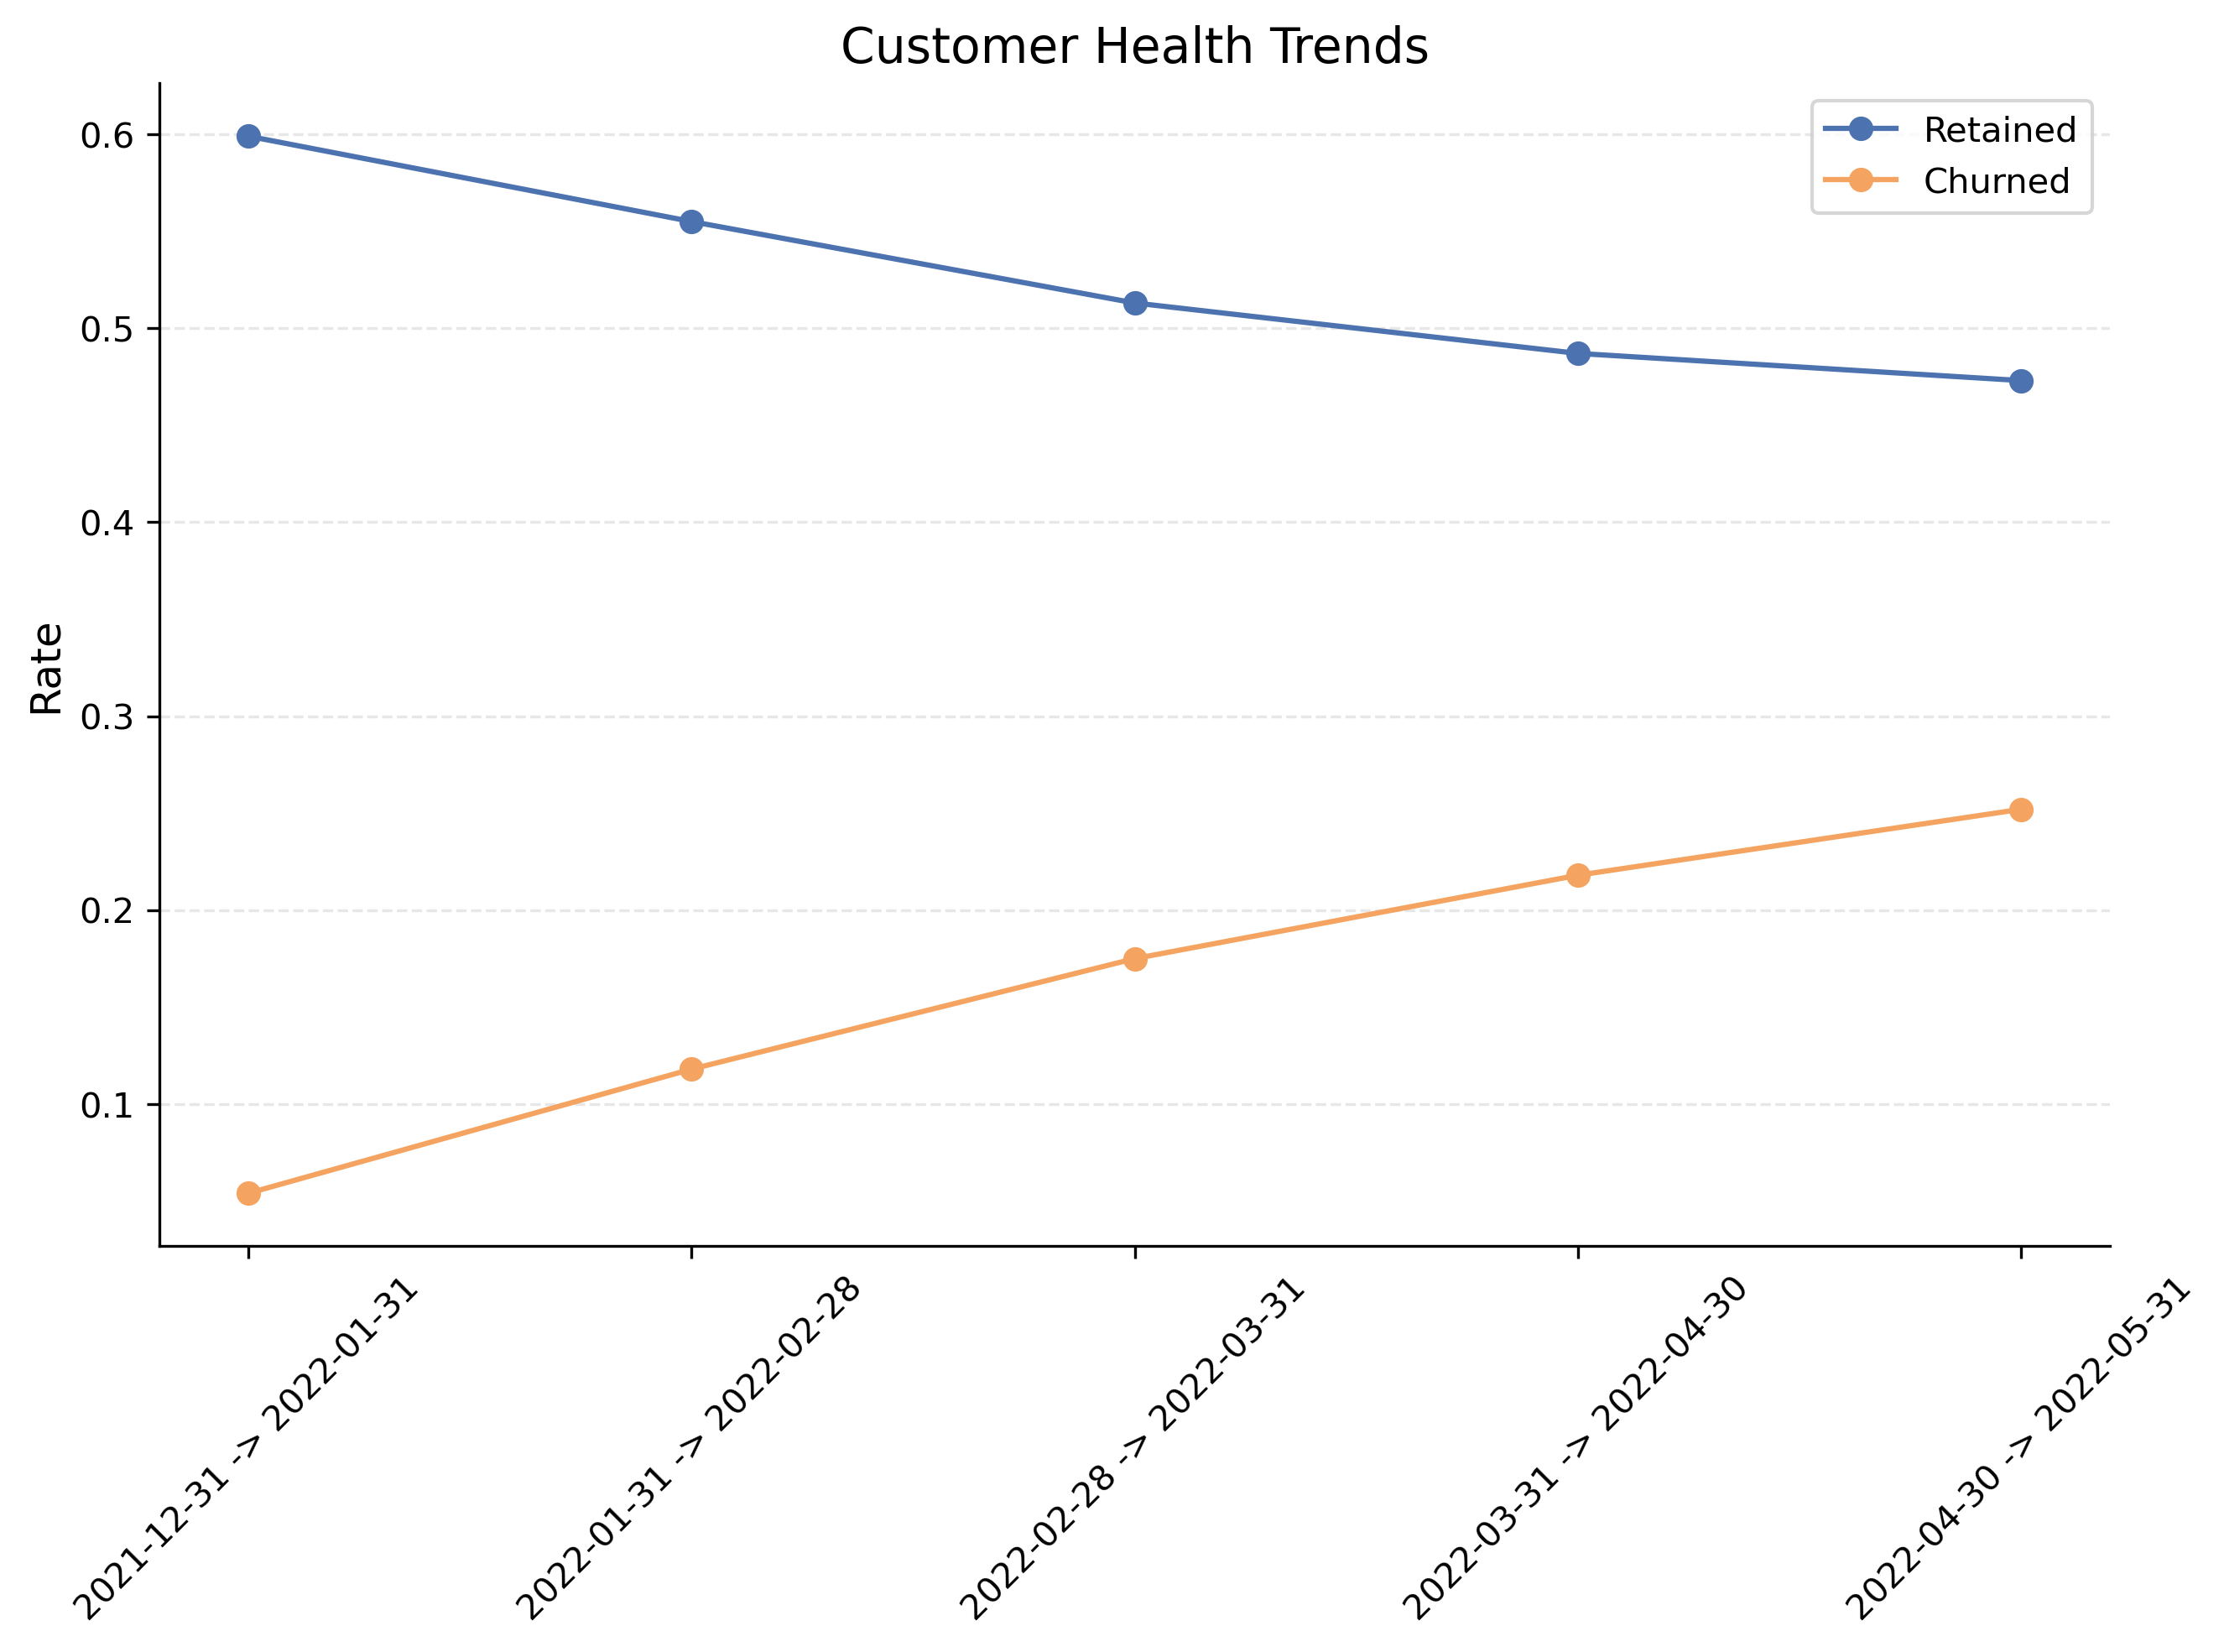 Customer Health Trends
Retained
Churned
Rate
0.6
0.5
0.4
0.3
0.2
0.1
2021-12-31 -> 2022-01-31
2022-01-31 -> 2022-02-28
2022-02-28 -> 2022-03-31
2022-03-31 -> 2022-04-30
2022-04-30 -> 2022-05-31